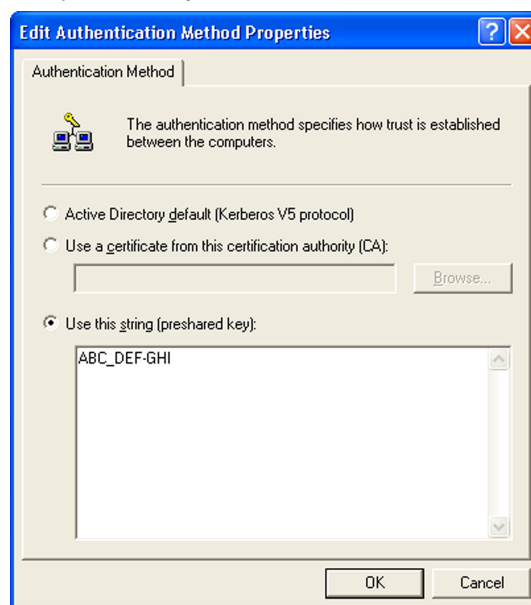 Edit Authentication Method Properties
Authentication Method
The authentication method specifies how trust is established
between the computers.
Active Directory default (Kerberos V5 protocol)
Use a certificate from this certification authority (CA):
Browse...
Use this string (preshared key):
ABC_DEF-GHI
OK Cancel